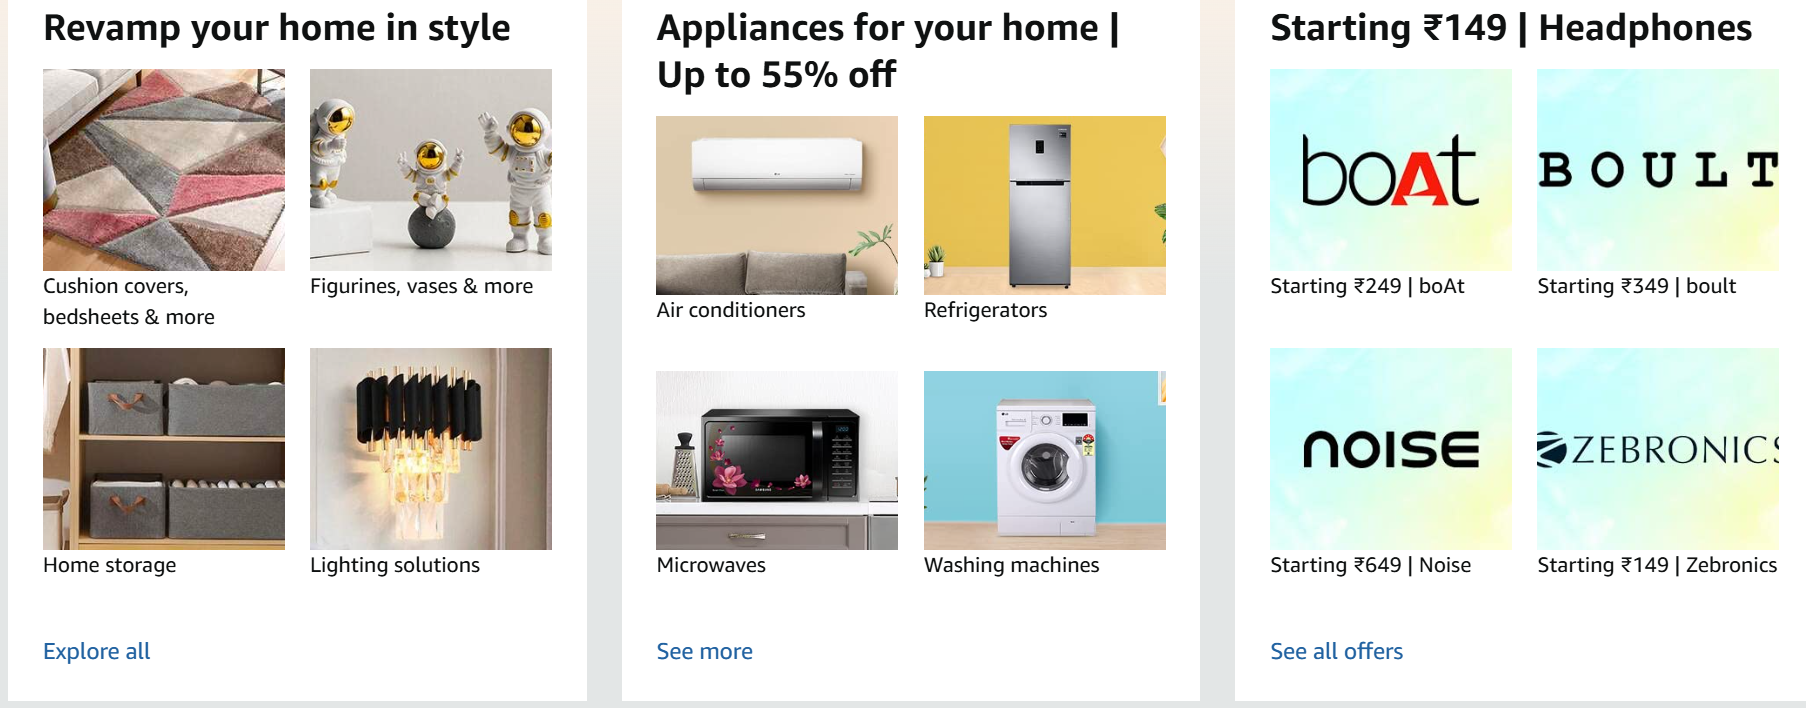 Revamp your home in style
Cushion covers,
bedsheets & more
Figurines, vases & more
Home storage
Lighting solutions
Explore all
Appliances for your home |
Up to 55% off
Air conditioners
Refrigerators
SAMSUNG
Microwaves
Washing machines
See more
Starting ₹149 | Headphones
boAt
BOULT
Starting ₹249 | boAt
Starting ₹349 | boult
NOISE
ZEBRONICS
Starting ₹649 | Noise
Starting ₹149 | Zebronics
See all offers